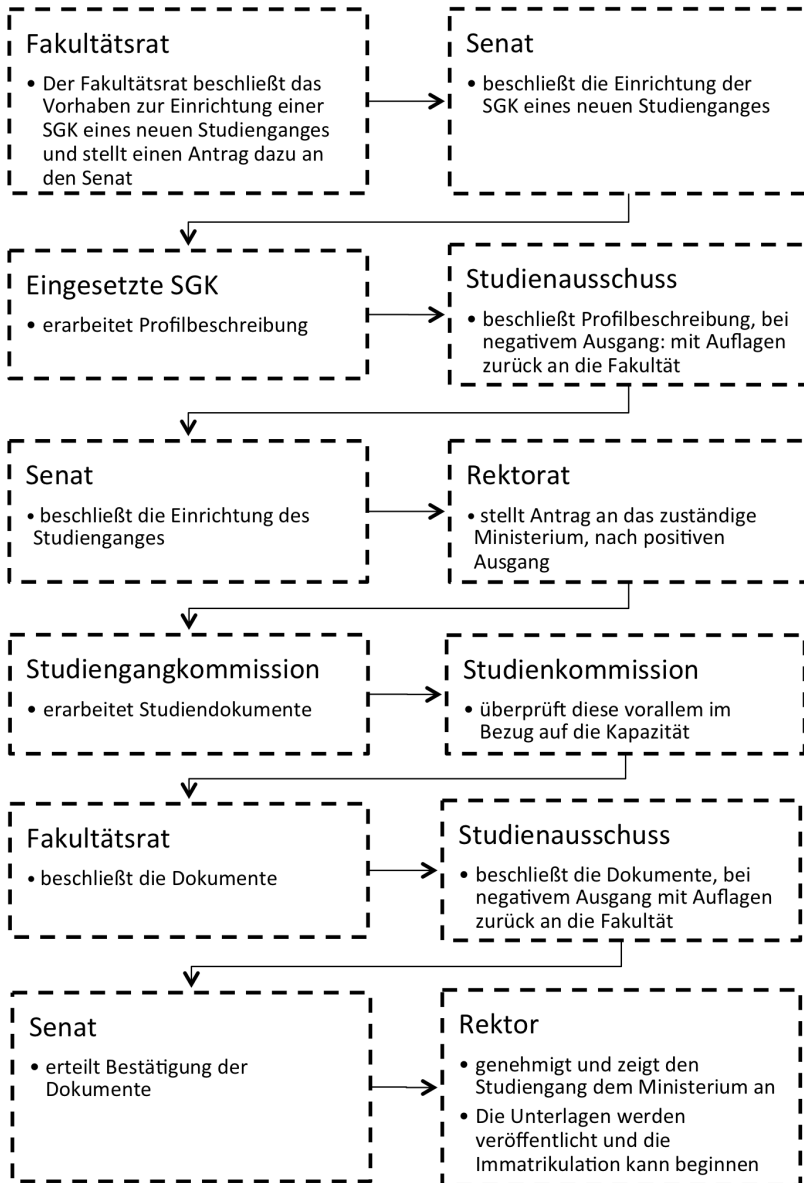 Fakultätsrat
• Der Fakultätsrat beschließt das
Vorhaben zur Einrichtung einer
SGK eines neuen Studienganges
und stellt einen Antrag dazu an
den Senat
Senat
• beschließt die Einrichtung der
SGK eines neuen Studienganges
Eingesetzte SGK
• erarbeitet Profilbeschreibung
Studienausschuss
• beschließt Profilbeschreibung, bei
negativem Ausgang: mit Auflagen
zurück an die Fakultät
Senat
• beschließt die Einrichtung des
Studienganges
Rektorat
• stellt Antrag an das zuständige
Ministerium, nach positiven
Ausgang
Studiengangkommission
• erarbeitet Studiendokumente
Studienkommission
• überprüft diese vorallem im
Bezug auf die Kapazität
Fakultätsrat
• beschließt die Dokumente
Studienausschuss
• beschließt die Dokumente, bei
negativem Ausgang mit Auflagen
zurück an die Fakultät
Senat
• erteilt Bestätigung der
Dokumente
Rektor
• genehmigt und zeigt den
Studiengang dem Ministerium an
• Die Unterlagen werden
veröffentlicht und die
Immatrikulation kann beginnen